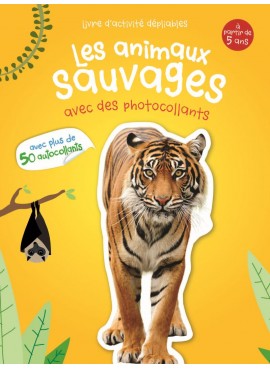 livre d'activité dépliables
à partir de
5 ans
Les animaux
sauvages
avec des photocollants
avec plus de
50 autocollants